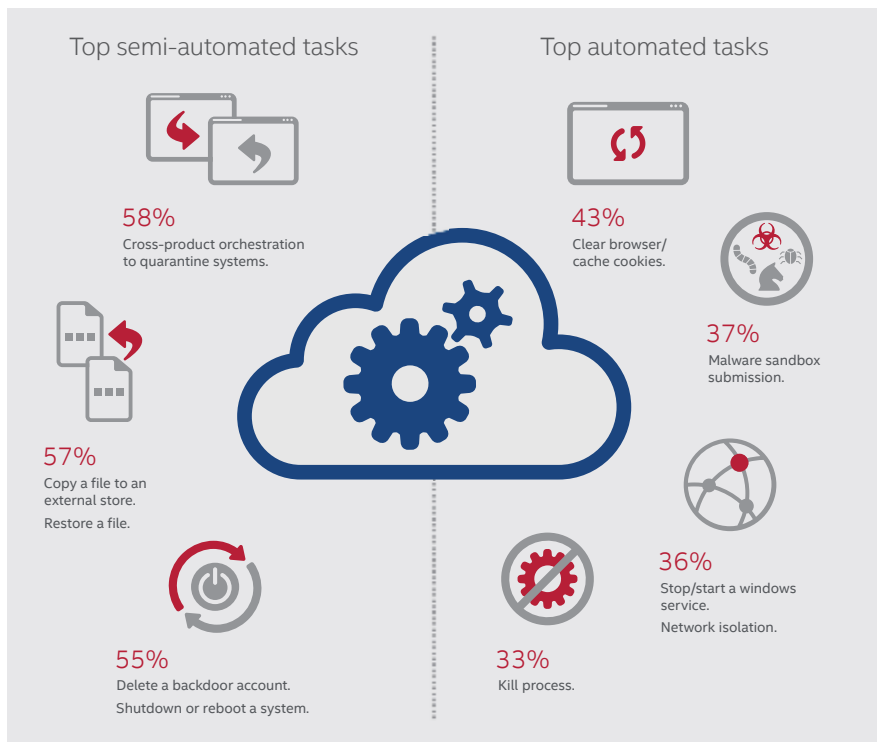 Top semi-automated tasks
58%
Cross-product orchestration
to quarantine systems.
57%
Copy a file to an
external store.
Restore a file.
55%
Delete a backdoor account.
Shutdown or reboot a system.
Top automated tasks
43%
Clear browser/
cache cookies.
37%
Malware sandbox
submission.
36%
Stop/start a windows
service.
Network isolation.
33%
Kill process.